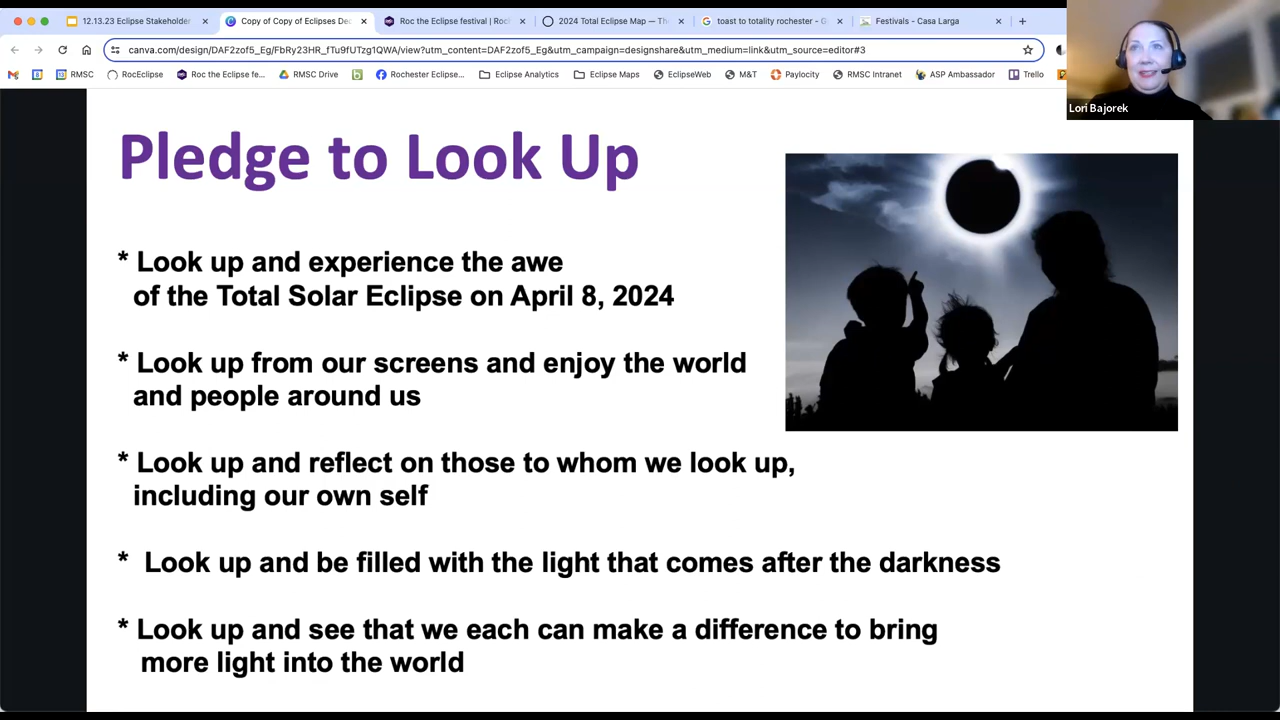 12.13.23 Eclipse Stakeholder
Copy of Copy of Eclipses Dec
Roc the Eclipse festival | Roc
2024 Total Eclipse Map — Th
toast to totality rochester - G
Festivals - Casa Larga
canva.com/design/DAF2zof5_Eg/FbRy23HR_fTu9fUTzg1QWA/view?utm_content=DAF2zof5_Eg&utm_campaign=designshare&utm_medium=link&utm_source=editor#3
RMSC
RocEclipse
Roc the Eclipse fe...
RMSC Drive
Rochester Eclipse...
Eclipse Analytics
Eclipse Maps
EclipseWeb
M&T
Paylocity
RMSC Intranet
ASP Ambassador
Trello
Lori Bajorek
Pledge to Look Up
* Look up and experience the awe
of the Total Solar Eclipse on April 8, 2024
* Look up from our screens and enjoy the world
and people around us
* Look up and reflect on those to whom we look up,
including our own self
* Look up and be filled with the light that comes after the darkness
* Look up and see that we each can make a difference to bring
more light into the world